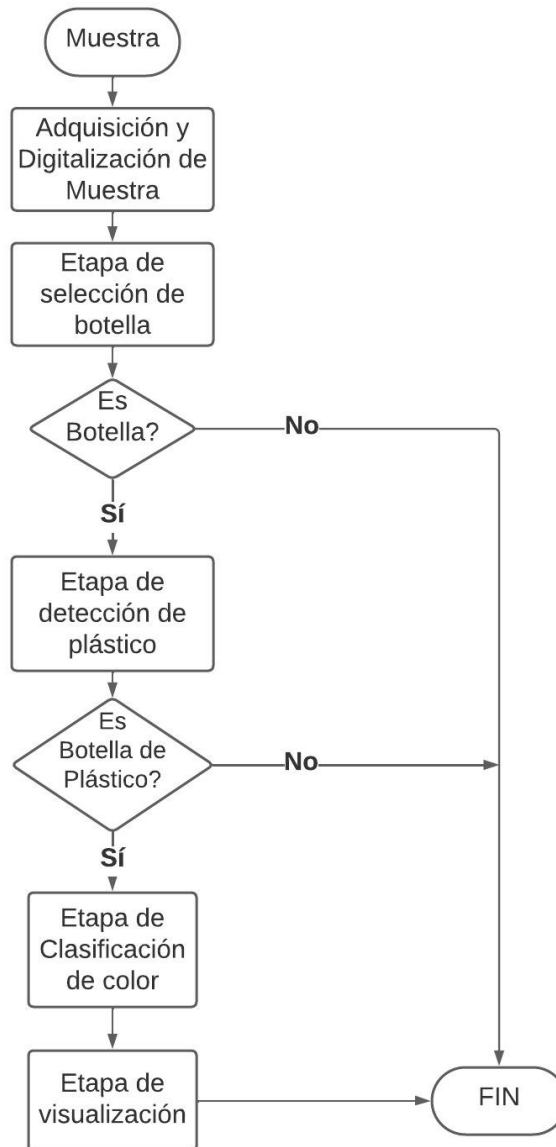 Muestra
Adquisición y
Digitalización de
Muestra
Etapa de
selección de
botella
Es
Botella?
No
Sí
Etapa de
detección de
plástico
Es
Botella de
Plástico?
No
Sí
Etapa de
Clasificación
de color
Etapa de
visualización
FIN